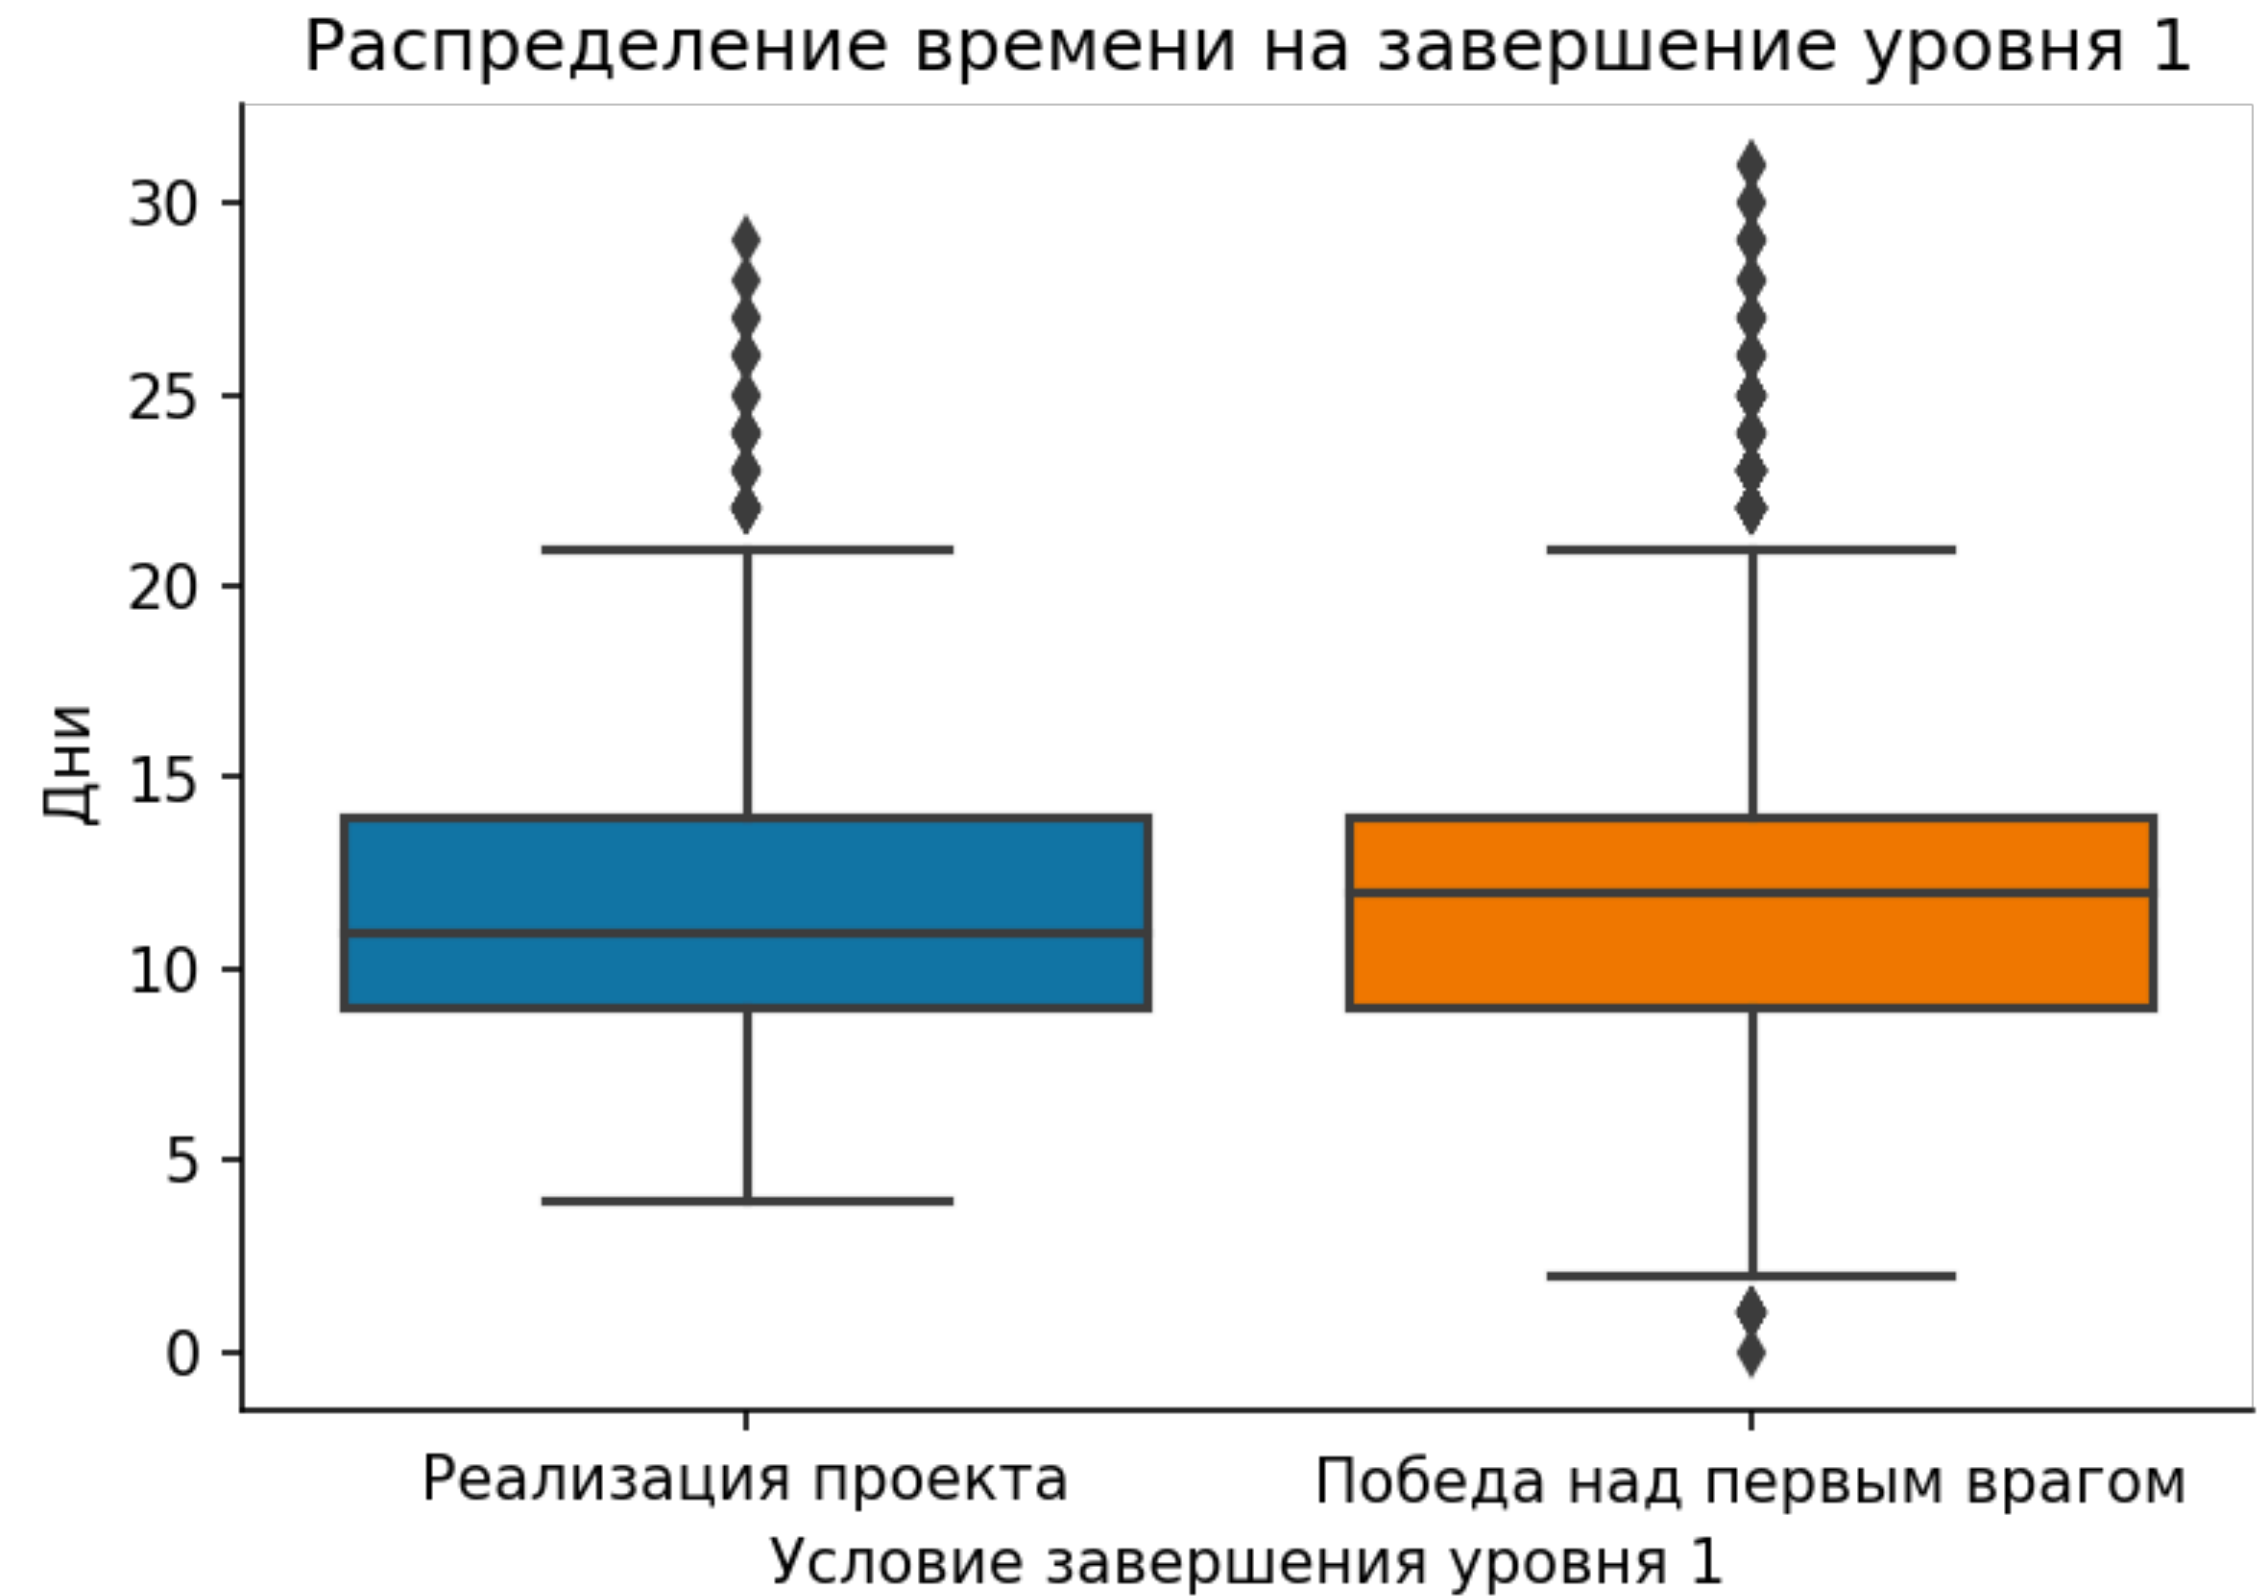 Распределение времени на завершение уровня 1
30
25
20
15
10
5
0
Дни
Реализация проекта
Победа над первым врагом
Условие завершения уровня 1